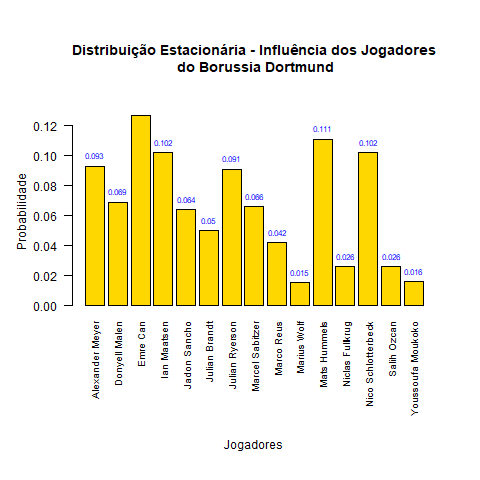 Distribuição Estacionária - Influência dos Jogadores
do Borussia Dortmund
Probabilidade
0.12
0.10
0.08
0.06
0.04
0.02
0.00
0.093
0.069
0.102
0.064
0.05
0.091
0.066
0.042
0.015
0.111
0.026
0.102
0.026
0.016
Alexander Meyer
Donyell Malen
Emre Can
Ian Maatsen
Jadon Sancho
Julian Brandt
Julian Ryerson
Marcel Sabitzer
Marco Reus
Marius Wolf
Mats Hummels
Niclas Fullkrug
Nico Schlotterbeck
Salih Ozcan
Youssoufa Moukoko
Jogadores